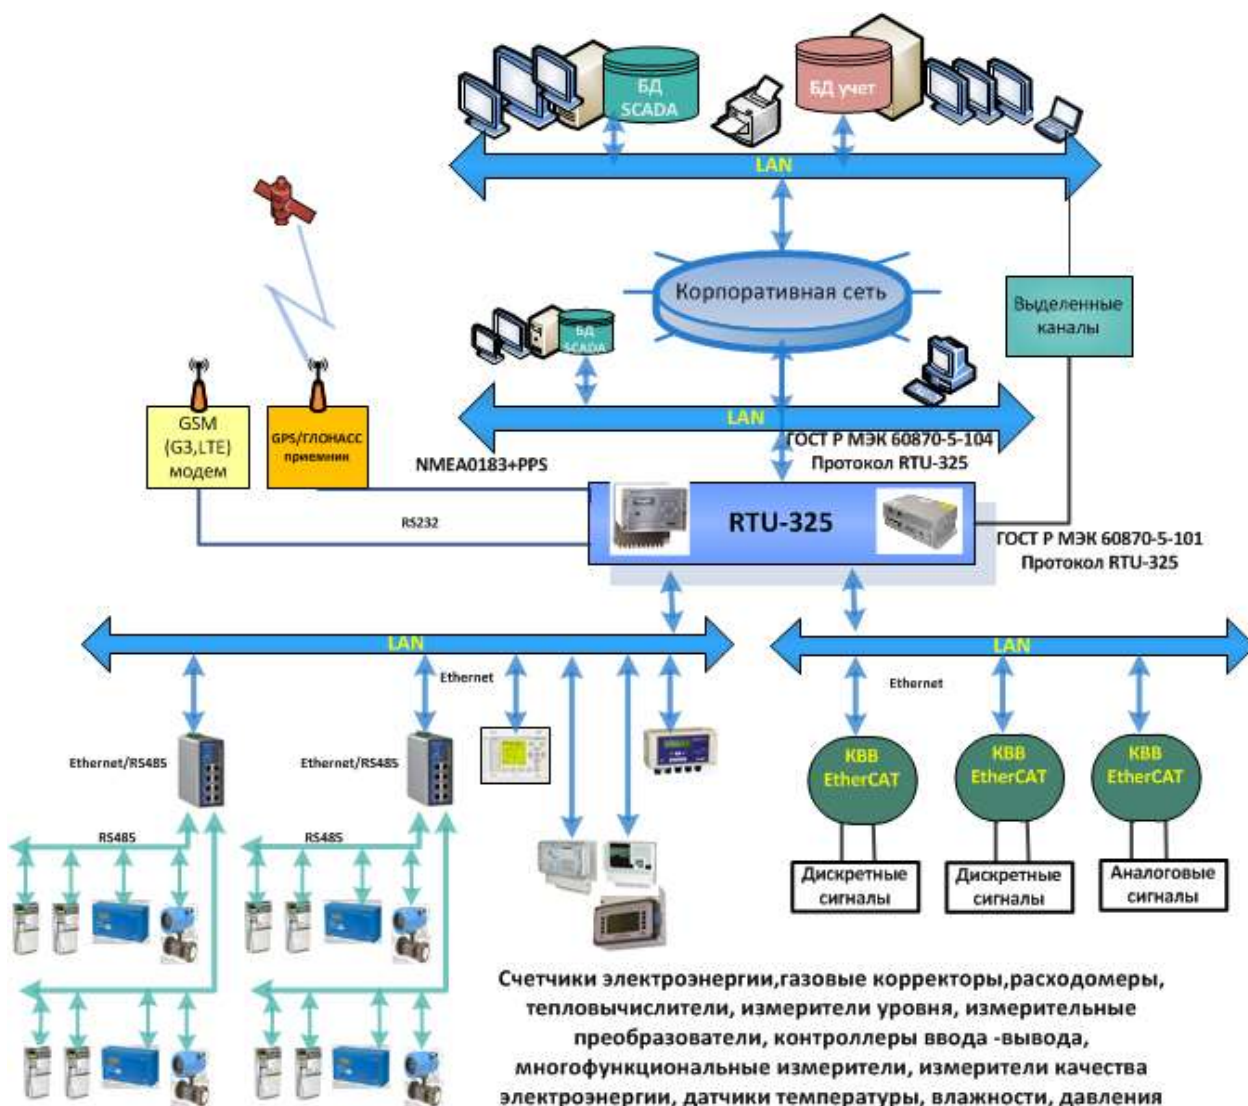 БД
SCADA
БД учет
LAN
Корпоративная сеть
Выделенные
каналы
БД
SCADA
LAN
GSM
(G3,LTE)
модем
GPS/ГЛОНАСС
приемник
NMEA0183+PPS
ГОСТ Р МЭК 60870-5-104
Протокол RTU-325
RS232
RTU-325
ГОСТ Р МЭК 60870-5-101
Протокол RTU-325
LAN
LAN
Ethernet
Ethernet
Ethernet/RS485
Ethernet/RS485
КВВ
EtherCAT
КВВ
EtherCAT
КВВ
EtherCAT
RS485
RS485
Дискретные
сигналы
Дискретные
сигналы
Аналоговые
сигналы
Счетчики электроэнергии,газовые корректоры,расходомеры,
тепловычислители, измерители уровня, измерительные
преобразователи, контроллеры ввода -вывода,
многофункциональные измерители, измерители качества
электроэнергии, датчики температуры, влажности, давления